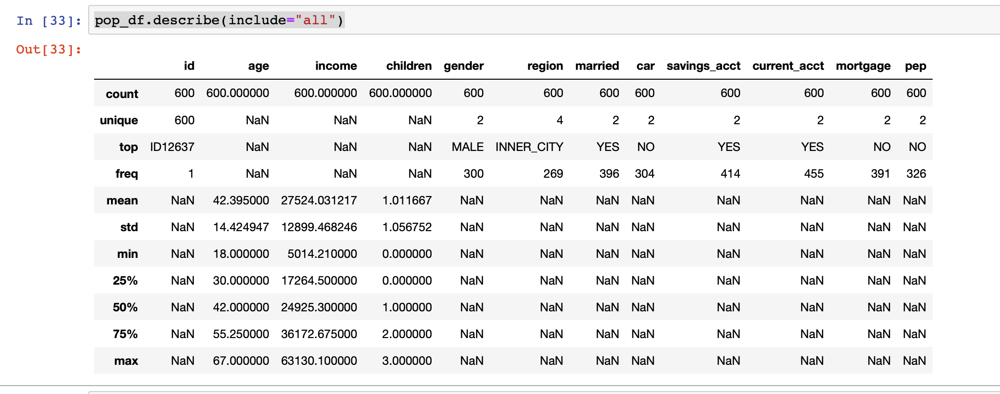 In [33]: pop_df.describe(include="all")
Out[33]:
id age income children gender region married car savings_acct current_acct mortgage pep
count 600 600.000000 600.000000 600.000000 600 600 600 600 600 600 600 600
unique 600 NaN NaN NaN 2 4 2 2 2 2 2 2
top ID12637 NaN NaN NaN MALE INNER_CITY YES NO YES YES NO NO
freq 1 NaN NaN NaN 300 269 396 304 414 455 391 326
mean NaN 42.395000 27524.031217 1.011667 NaN NaN NaN NaN NaN NaN NaN NaN
std NaN 14.424947 12899.468246 1.056752 NaN NaN NaN NaN NaN NaN NaN NaN
min NaN 18.000000 5014.210000 0.000000 NaN NaN NaN NaN NaN NaN NaN NaN
25% NaN 30.000000 17264.500000 0.000000 NaN NaN NaN NaN NaN NaN NaN NaN
50% NaN 42.000000 24925.300000 1.000000 NaN NaN NaN NaN NaN NaN NaN NaN
75% NaN 55.250000 36172.675000 2.000000 NaN NaN NaN NaN NaN NaN NaN NaN
max NaN 67.000000 63130.100000 3.000000 NaN NaN NaN NaN NaN NaN NaN NaN